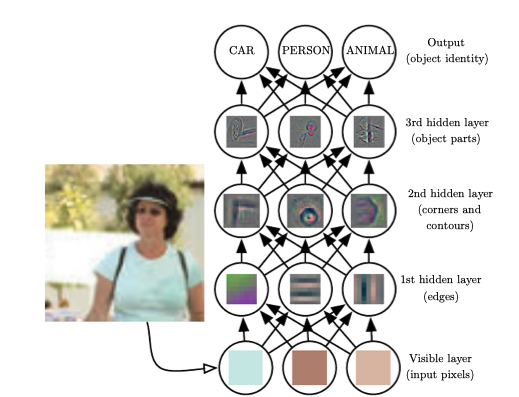 CAR PERSON ANIMAL
Output
(object identity)
3rd hidden layer
(object parts)
2nd hidden layer
(corners and
contours)
1st hidden layer
(edges)
Visible layer
(input pixels)